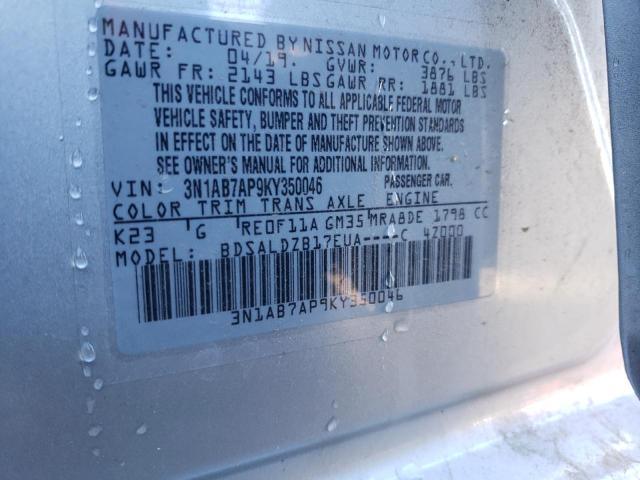 MANUFACTURED BY NISSAN MOTOR CO., LTD.
DATE: 04/19. GVWR: 3876 LBS
GAWR FR: 2143 LBS GAWR RR: 1881 LBS
THIS VEHICLE CONFORMS TO ALL APPLICABLE FEDERAL MOTOR
VEHICLE SAFETY, BUMPER AND THEFT PREVENTION STANDARDS
IN EFFECT ON THE DATE OF MANUFACTURE SHOWN ABOVE.
SEE OWNER'S MANUAL FOR ADDITIONAL INFORMATION.
VIN: 3N1AB7AP9KY350046 PASSENGER CAR.
COLOR TRIM TRANS AXLE ENGINE
K23 G RE0F11A GM35 MRA8DE 1798 CC
MODEL: BDSALDZB17EUA----C 4Z000
3N1AB7AP9KY350046